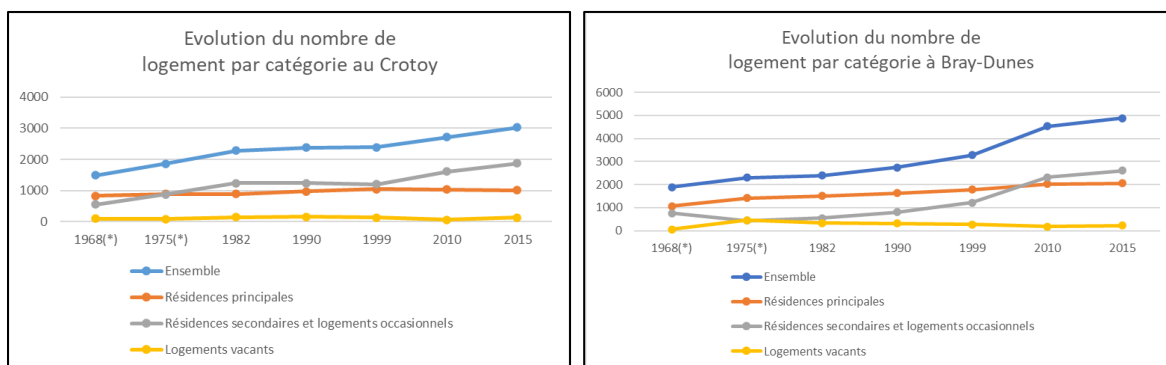 Evolution du nombre de
logement par catégorie au Crotoy
4000
3000
2000
1000
0
1968(*) 1975(*) 1982 1990 1999 2010 2015
Ensemble
Résidences principales
Résidences secondaires et logements occasionnels
Logements vacants
Evolution du nombre de
logement par catégorie à Bray-Dunes
6000
5000
4000
3000
2000
1000
0
1968(*) 1975(*) 1982 1990 1999 2010 2015
Ensemble
Résidences principales
Résidences secondaires et logements occasionnels
Logements vacants